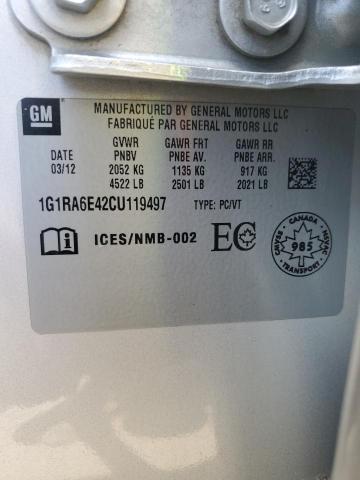 GM
MANUFACTURED BY GENERAL MOTORS LLC
FABRIQUÉ PAR GENERAL MOTORS LLC
GVWR GAWR FRT GAWR RR
DATE PNBV PNBE AV. PNBE ARR.
03/12 2052 KG 1135 KG 917 KG
4522 LB 2501 LB 2021 LB
1G1RA6E42CU119497 TYPE: PC/VT
ICES/NMB-002 EC
CANADA
CMVSS 985 NSVAC
TRANSPORT